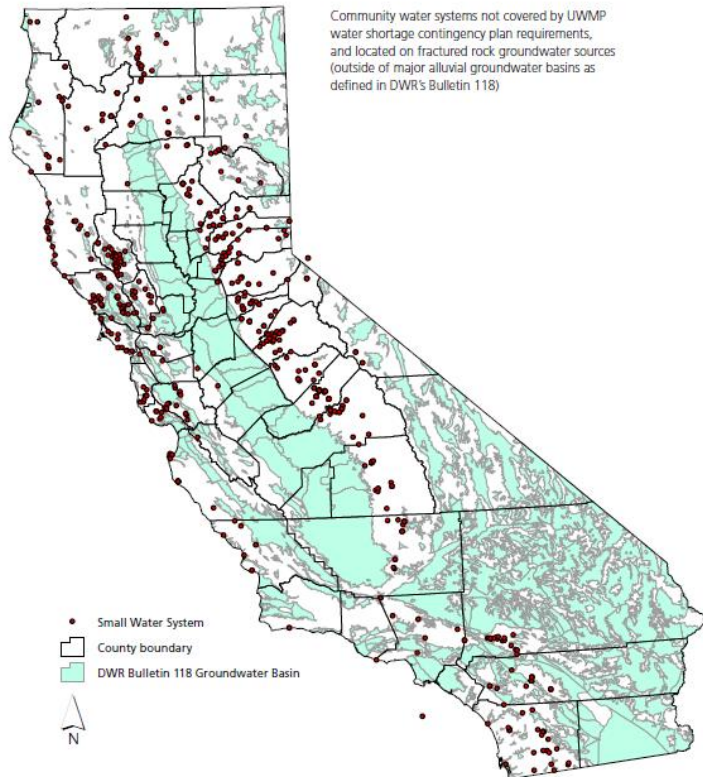 Community water systems not covered by UWMP
water shortage contingency plan requirements,
and located on fractured rock groundwater sources
(outside of major alluvial groundwater basins as
defined in DWR's Bulletin 118)
Small Water System
County boundary
DWR Bulletin 118 Groundwater Basin
N